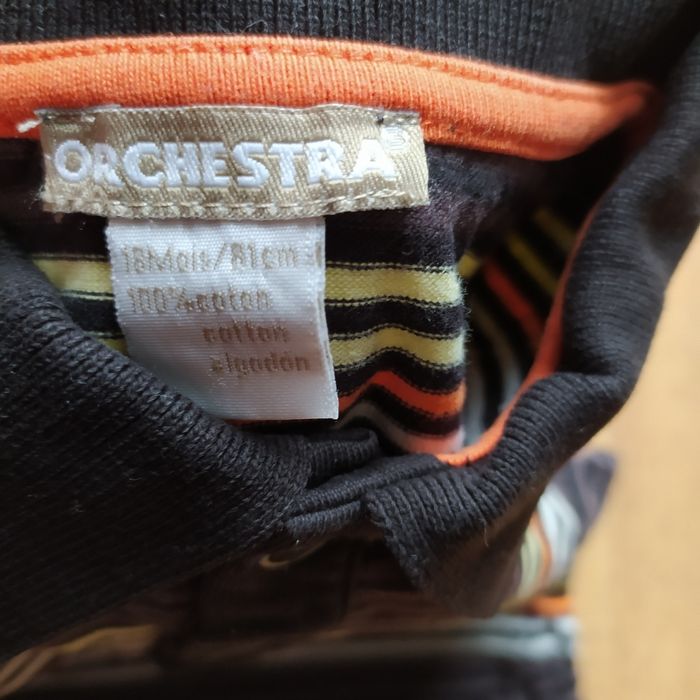 ORCHESTRA
18Mois/81cm
100%coton
cotton
algodón